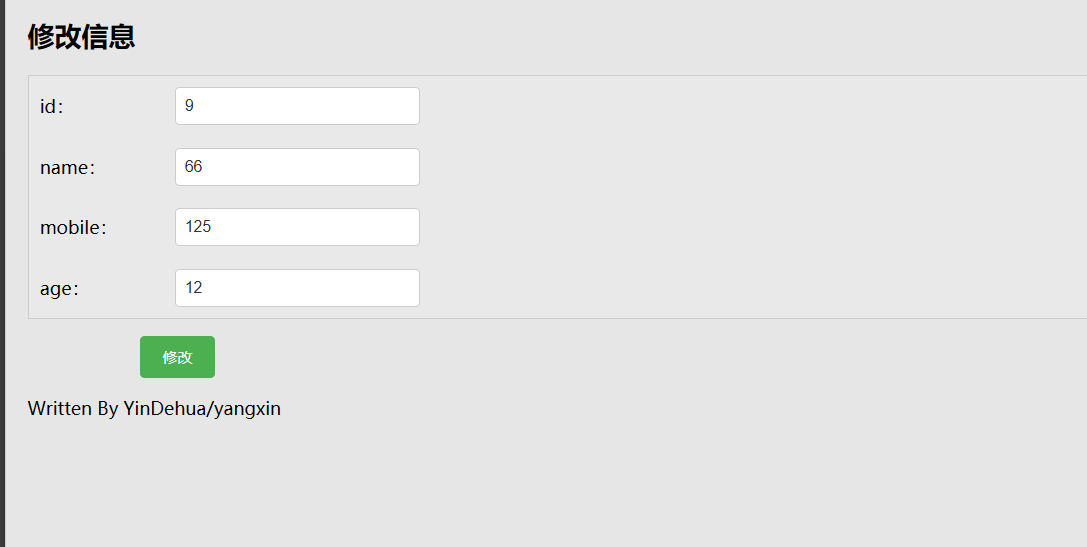 修改信息
id： 9
name： 66
mobile： 125
age： 12
修改
Written By YinDehua/yangxin